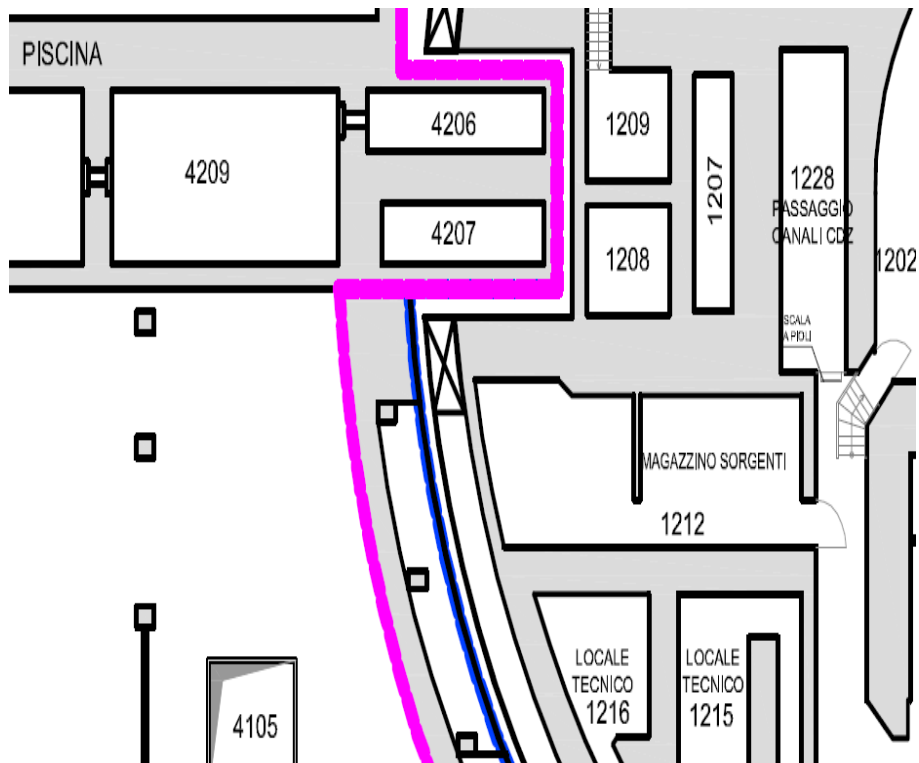 PISCINA
4206
1209
4209
1207
1228
PASSAGGIO
CANALI CDZ
4207
1208
1202
SCALA
A PIOLI
MAGAZZINO SORGENTI
1212
LOCALE
TECNICO
1216
LOCALE
TECNICO
1215
4105